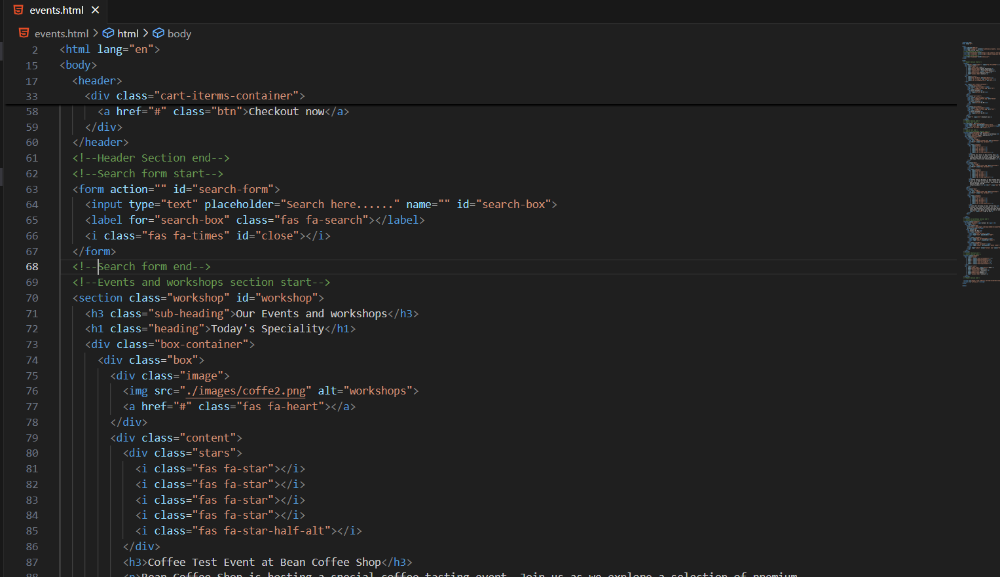 events.html
events.html > html > body
2 <html lang="en">
15 <body>
17 <header>
33 <div class="cart-iterms-container">
58 <a href="#" class="btn">Checkout now</a>
59 </div>
60 </header>
61 <!--Header Section end-->
62 <!--Search form start-->
63 <form action="" id="search-form">
64 <input type="text" placeholder="Search here......" name="" id="search-box">
65 <label for="search-box" class="fas fa-search"></label>
66 <i class="fas fa-times" id="close"></i>
67 </form>
68 <!--Search form end-->
69 <!--Events and workshops section start-->
70 <section class="workshop" id="workshop">
71 <h3 class="sub-heading">Our Events and workshops</h3>
72 <h1 class="heading">Today's Speciality</h1>
73 <div class="box-container">
74 <div class="box">
75 <div class="image">
76 <img src="./images/coffe2.png" alt="workshops">
77 <a href="#" class="fas fa-heart"></a>
78 </div>
79 <div class="content">
80 <div class="stars">
81 <i class="fas fa-star"></i>
82 <i class="fas fa-star"></i>
83 <i class="fas fa-star"></i>
84 <i class="fas fa-star"></i>
85 <i class="fas fa-star-half-alt"></i>
86 </div>
87 <h3>Coffee Test Event at Bean Coffee Shop</h3>
88 <p>Bean Coffee Shop is hosting a special coffee tasting event. Join us as we explore a selection of premium